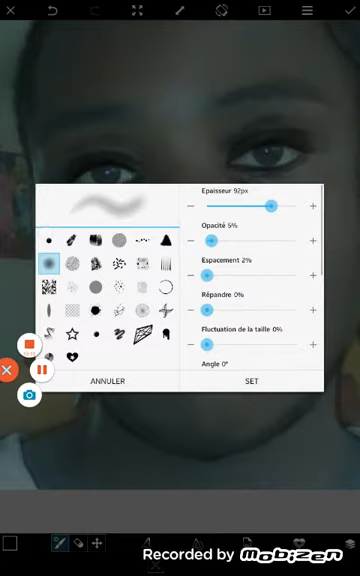 Epaisseur 92px
Opacité 5%
Espacement 2%
Répandre 0%
Fluctuation de la taille 0%
Angle 0°
ANNULER
SET
Recorded by mobizen